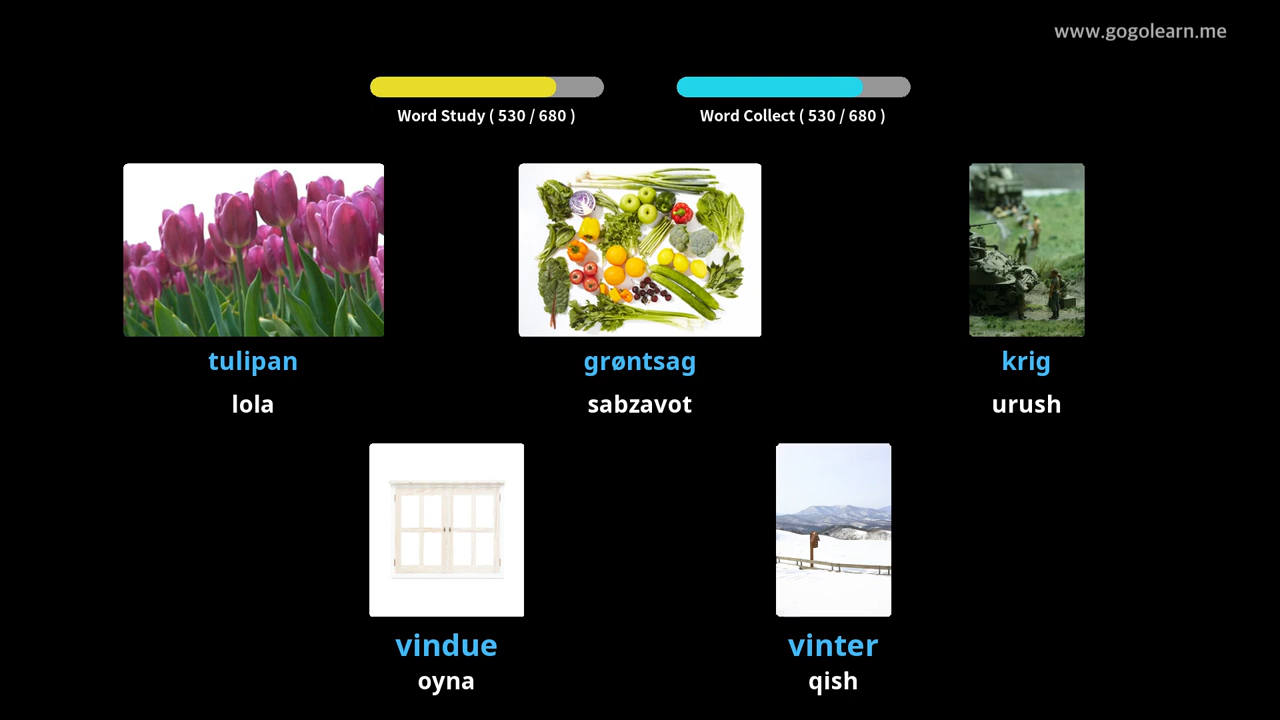 www.gogolearn.me
Word Study ( 530 / 680 )
Word Collect ( 530 / 680 )
tulipan
lola
grøntsag
sabzavot
krig
urush
vindue
oyna
vinter
qish